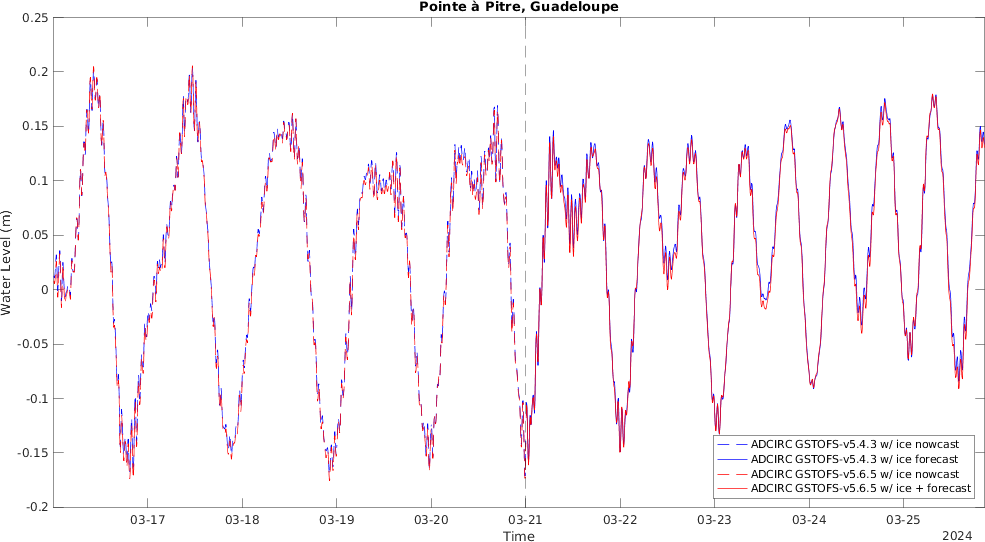 Pointe à Pitre, Guadeloupe
0.25
0.2
0.15
0.1
0.05
0
-0.05
-0.1
-0.15
-0.2
Water Level (m)
ADCIRC GSTOFS-v5.4.3 w/ ice nowcast
ADCIRC GSTOFS-v5.4.3 w/ ice forecast
ADCIRC GSTOFS-v5.6.5 w/ ice nowcast
ADCIRC GSTOFS-v5.6.5 w/ ice + forecast
03-17 03-18 03-19 03-20 03-21 03-22 03-23 03-24 03-25
Time
2024